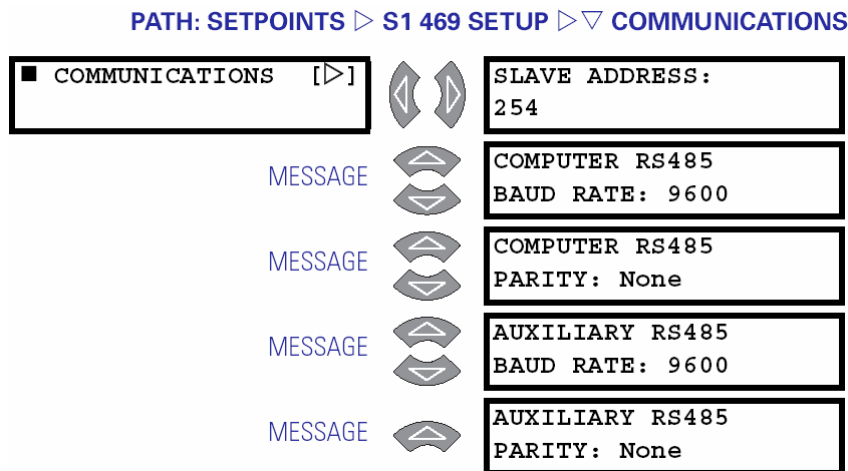 PATH: SETPOINTS ▷ S1 469 SETUP ▷▽ COMMUNICATIONS
■ COMMUNICATIONS [▷]
SLAVE ADDRESS:
254
MESSAGE
COMPUTER RS485
BAUD RATE: 9600
MESSAGE
COMPUTER RS485
PARITY: None
MESSAGE
AUXILIARY RS485
BAUD RATE: 9600
MESSAGE
AUXILIARY RS485
PARITY: None